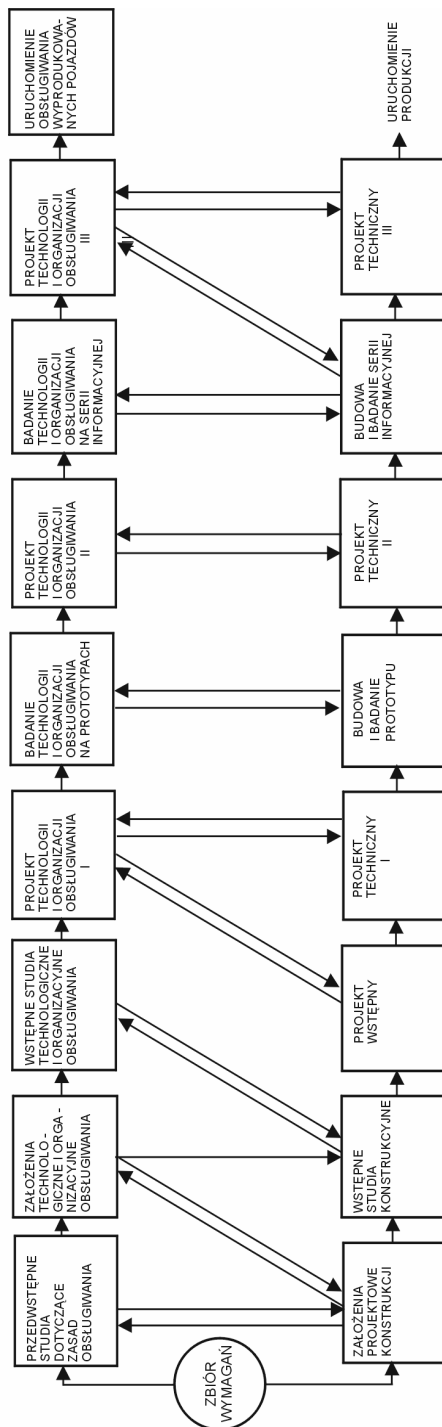 ZBIÓR
WYMAGAŃ
PRZEDWSTĘPNE
STUDIA
DOTYCZĄCE
ZASAD
OBSŁUGIWANIA
ZAŁOŻENIA
TECHNOLO -
GICZNE I ORGA -
NIZACYJNE
OBSŁUGIWANIA
WSTĘPNE STUDIA
TECHNOLOGICZNE
I ORGANIZACYJNE
OBSŁUGIWANIA
PROJEKT
TECHNOLOGII
I ORGANIZACJI
OBSŁUGIWANIA
I
BADANIE
TECHNOLOGII
I ORGANIZACJI
OBSŁUGIWANIA
NA PROTOTYPACH
PROJEKT
TECHNOLOGII
I ORGANIZACJI
OBSŁUGIWANIA
II
BADANIE
TECHNOLOGII
I ORGANIZACJI
OBSŁUGIWANIA
NA SERII
INFORMACYJNEJ
PROJEKT
TECHNOLOGII
I ORGANIZACJI
OBSŁUGIWANIA
III
URUCHOMIENIE
OBSŁUGIWANIA
WYPRODUKOWA-
NYCH POJAZDÓW
ZAŁOŻENIA
PROJEKTOWE
KONSTRUKCJI
WSTĘPNE
STUDIA
KONSTRUKCYJNE
PROJEKT
WSTĘPNY
PROJEKT
TECHNICZNY
I
BUDOWA
I BADANIE
PROTOTYPU
PROJEKT
TECHNICZNY
II
BUDOWA
I BADANIE SERII
INFORMACYJNEJ
PROJEKT
TECHNICZNY
III
URUCHOMIENIE
PRODUKCJI